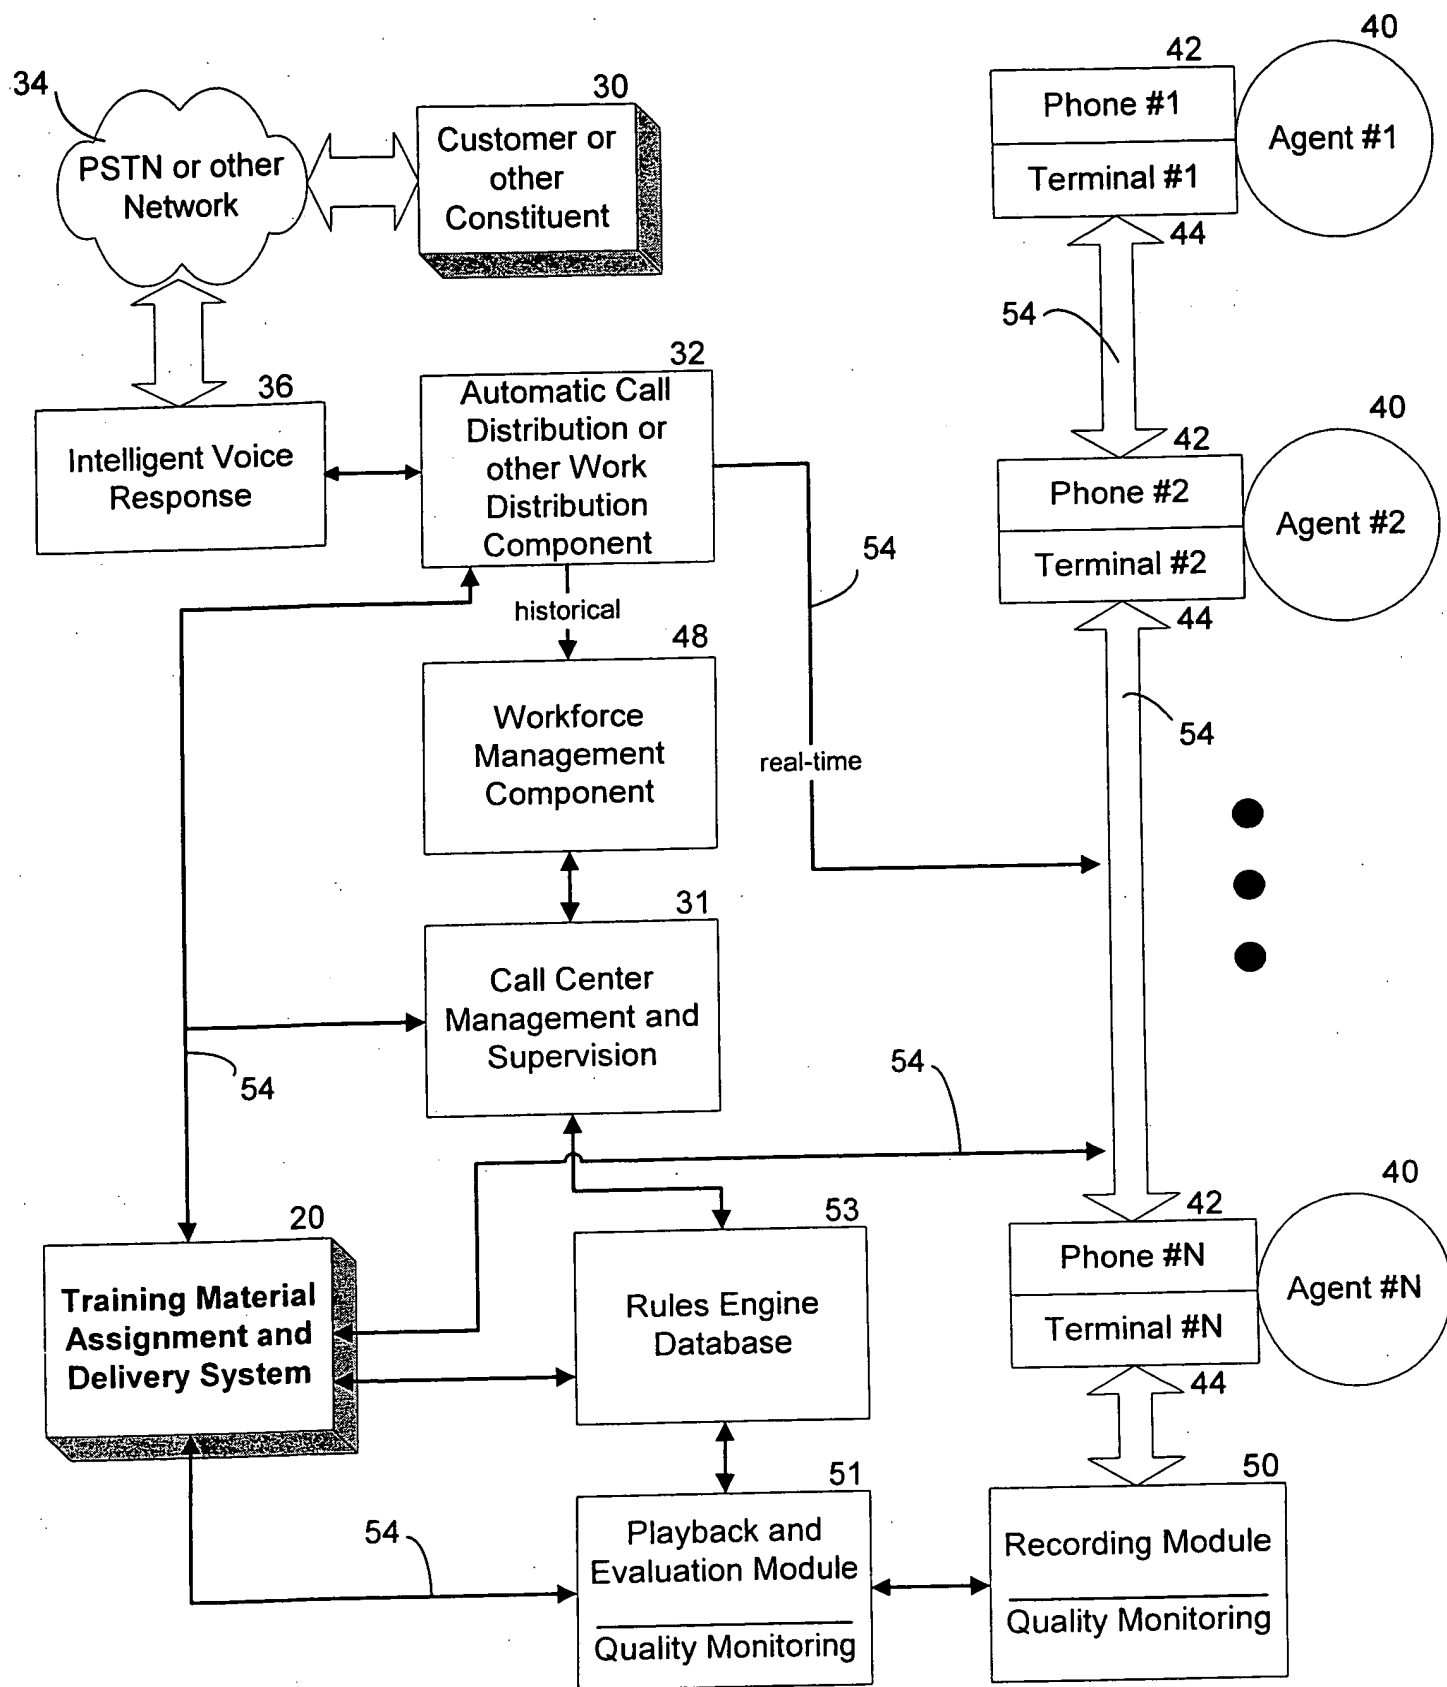 34
30
PSTN or other
Network
Customer or
other
Constituent
42
40
Phone #1
Terminal #1
Agent #1
44
54
36
Intelligent Voice
Response
32
Automatic Call
Distribution or
other Work
Distribution
Component
54
historical
real-time
42
40
Phone #2
Terminal #2
Agent #2
44
54
48
Workforce
Management
Component
31
Call Center
Management and
Supervision
54
54
20
Training Material
Assignment and
Delivery System
53
Rules Engine
Database
42
40
Phone #N
Terminal #N
Agent #N
44
54
51
Playback and
Evaluation Module
Quality Monitoring
50
Recording Module
Quality Monitoring